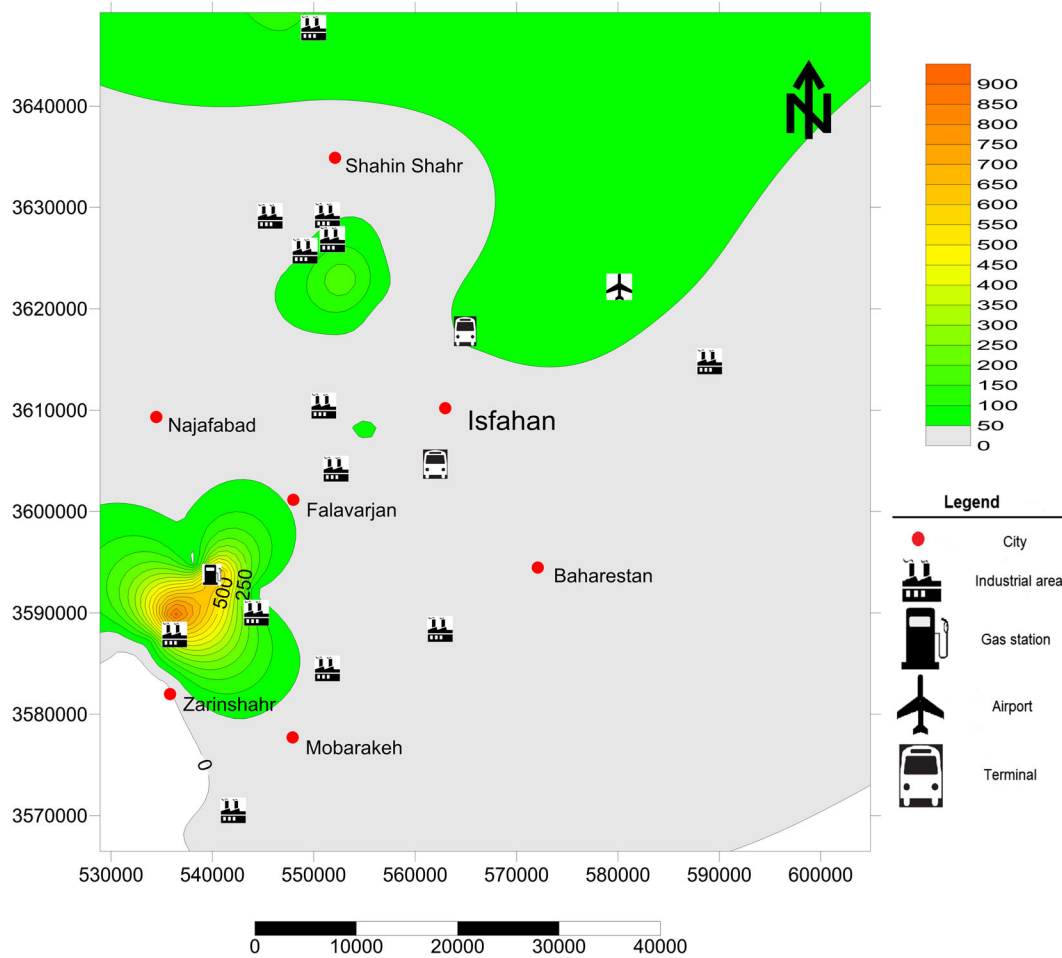 3640000
3630000
3620000
3610000
3600000
3590000
3580000
3570000
530000 540000 550000 560000 570000 580000 590000 600000
Shahin Shahr
Najafabad
Isfahan
Falavarjan
Baharestan
Zarinshahr
Mobarakeh
500
250
0
N
900
850
800
750
700
650
600
550
500
450
400
350
300
250
200
150
100
50
0
Legend
City
Industrial area
Gas station
Airport
Terminal
0 10000 20000 30000 40000